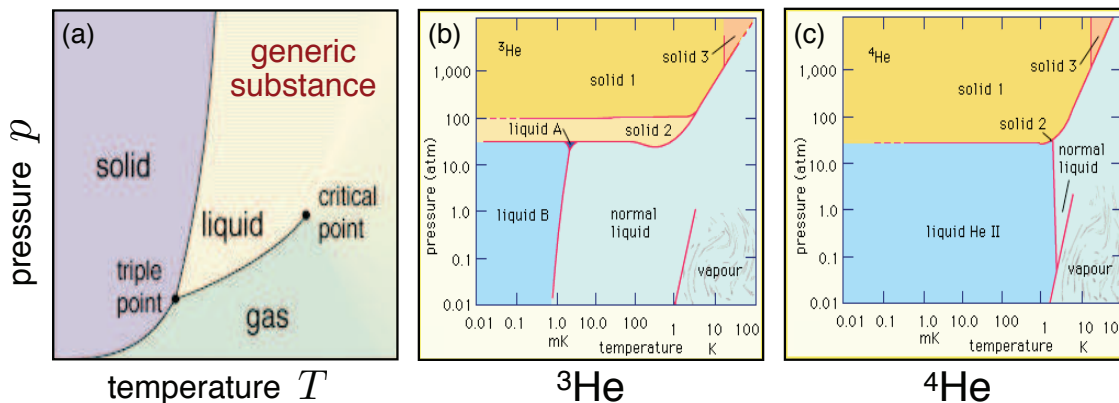 (a)
generic
substance
solid
liquid
critical
point
triple
point
gas
pressure p
temperature T
(b)
³He
solid 3
solid 1
liquid A
solid 2
liquid B
normal
liquid
vapour
pressure (atm)
1,000
100
10.0
1.0
0.1
0.01
0.01 0.1 1.0 10.0 100 1 10 100
mK temperature K
³He
(c)
⁴He
solid 3
solid 1
solid 2
normal
liquid
liquid He II
vapour
pressure (atm)
1,000
100
10.0
1.0
0.1
0.01
0.01 0.1 1.0 10.0 100 1 10 100
mK temperature K
⁴He